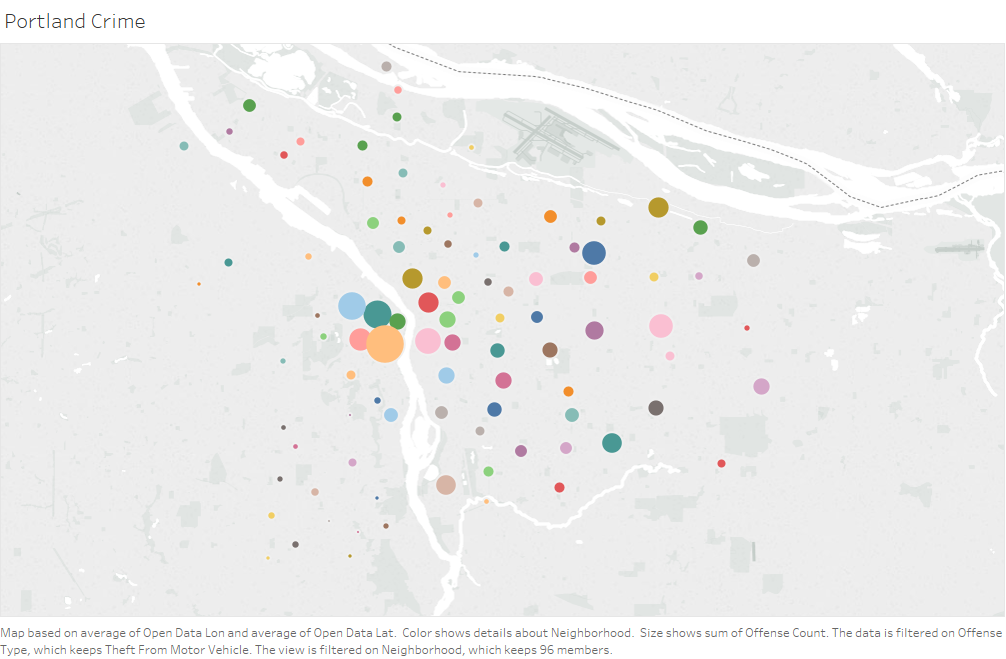 Portland Crime
Map based on average of Open Data Lon and average of Open Data Lat.  Color shows details about Neighborhood.  Size shows sum of Offense Count. The data is filtered on Offense
Type, which keeps Theft From Motor Vehicle. The view is filtered on Neighborhood, which keeps 96 members.